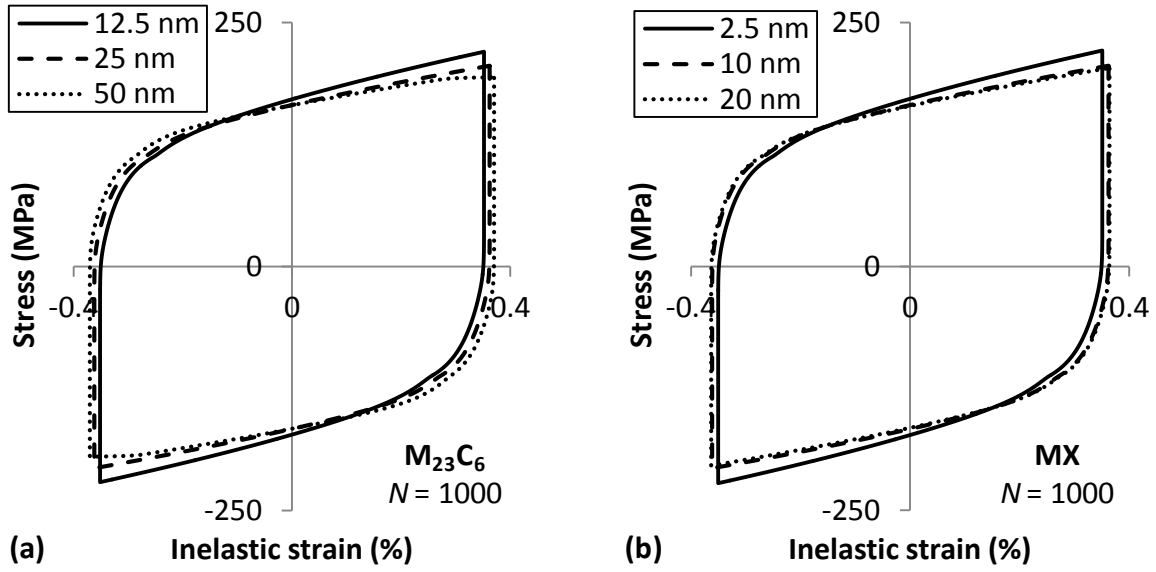 12.5 nm
25 nm
50 nm
250
0
-250
-0.4
0
0.4
Stress (MPa)
Inelastic strain (%)
M₂₃C₆
N = 1000
(a)
2.5 nm
10 nm
20 nm
250
0
-250
-0.4
0
0.4
Stress (MPa)
Inelastic strain (%)
MX
N = 1000
(b)